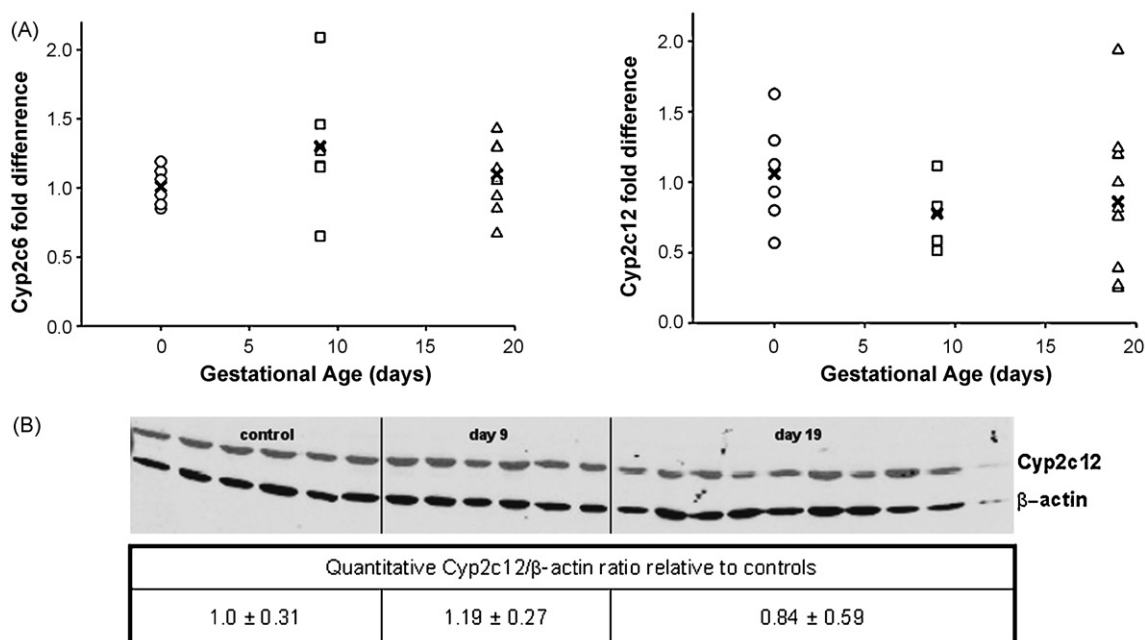 (A)
Cyp2c6 fold diffenrence
2.0
1.5
1.0
0.5
0.0
0 5 10 15 20
Gestational Age (days)
Cyp2c12 fold difference
2.0
1.5
1.0
0.5
0.0
0 5 10 15 20
Gestational Age (days)
(B)
control day 9 day 19
Cyp2c12
β–actin
Quantitative Cyp2c12/β-actin ratio relative to controls
1.0 ± 0.31 1.19 ± 0.27 0.84 ± 0.59